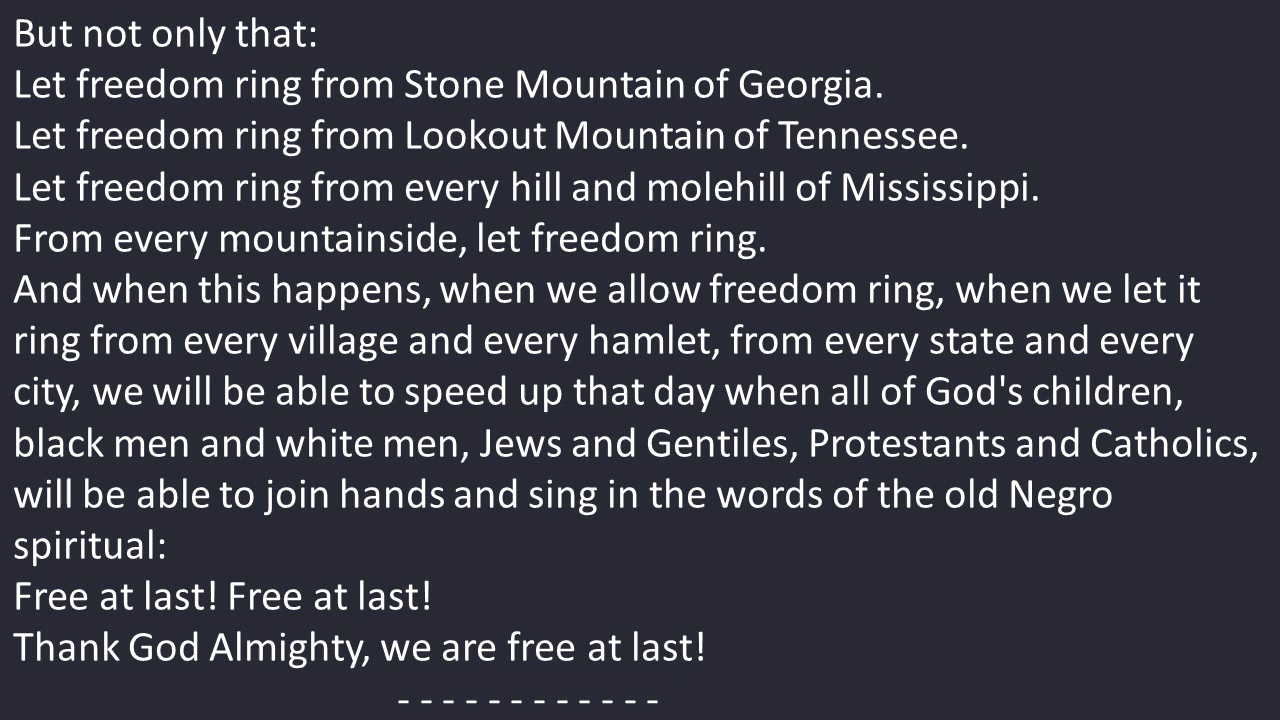 But not only that:
Let freedom ring from Stone Mountain of Georgia.
Let freedom ring from Lookout Mountain of Tennessee.
Let freedom ring from every hill and molehill of Mississippi.
From every mountainside, let freedom ring.
And when this happens, when we allow freedom ring, when we let it
ring from every village and every hamlet, from every state and every
city, we will be able to speed up that day when all of God's children,
black men and white men, Jews and Gentiles, Protestants and Catholics,
will be able to join hands and sing in the words of the old Negro
spiritual:
Free at last! Free at last!
Thank God Almighty, we are free at last!
- - - - - - - - - - - -